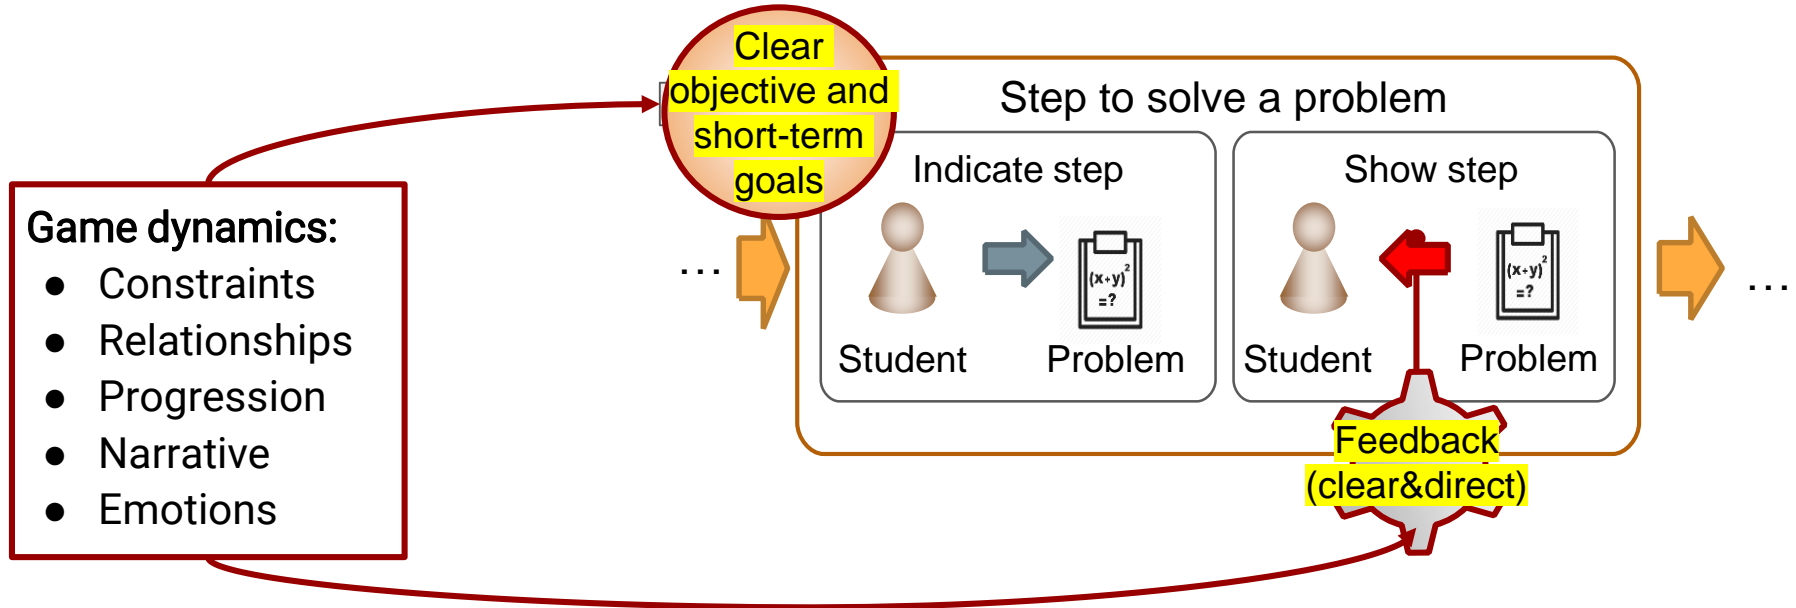 Game dynamics:
● Constraints
● Relationships
● Progression
● Narrative
● Emotions
Clear
objective and
short-term
goals
Step to solve a problem
...
Indicate step
(x+y)²
=?
Student
Problem
Show step
(x+y)²
=?
Student
Problem
Feedback
(clear&direct)
...